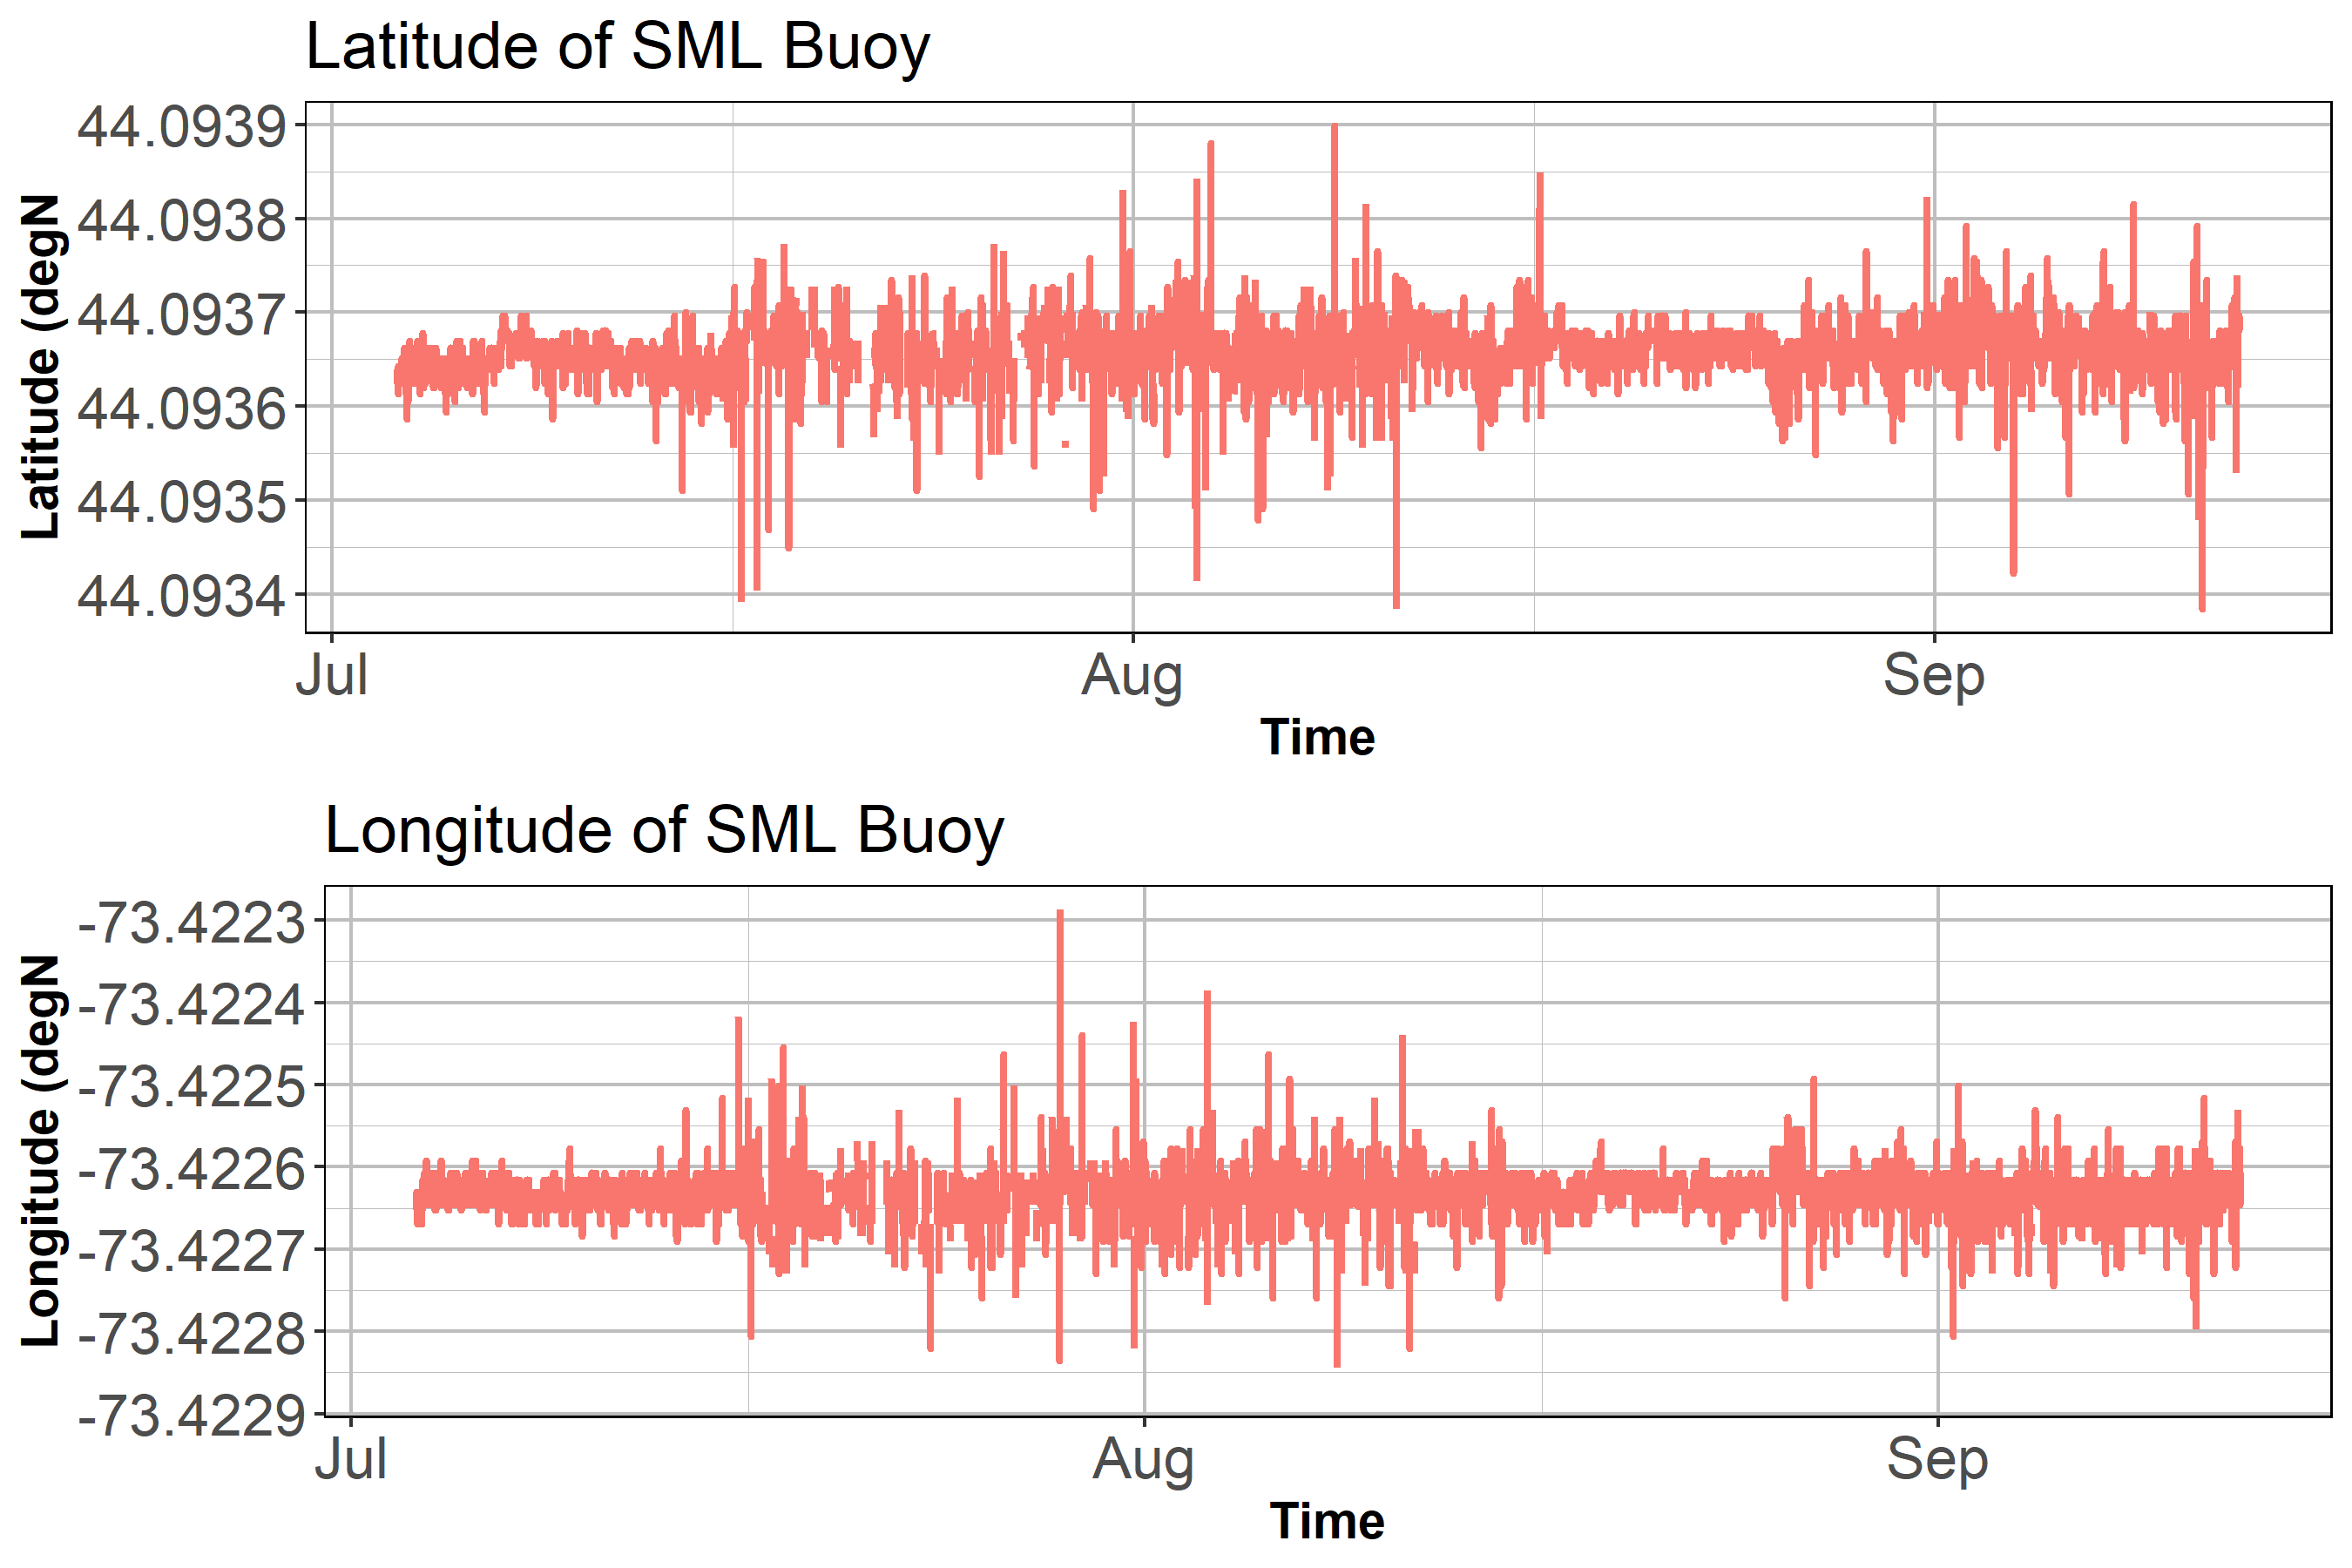 Latitude of SML Buoy
Latitude (degN
44.0939
44.0938
44.0937
44.0936
44.0935
44.0934
Jul Aug Sep
Time
Longitude of SML Buoy
Longitude (degN
-73.4223
-73.4224
-73.4225
-73.4226
-73.4227
-73.4228
-73.4229
Jul Aug Sep
Time